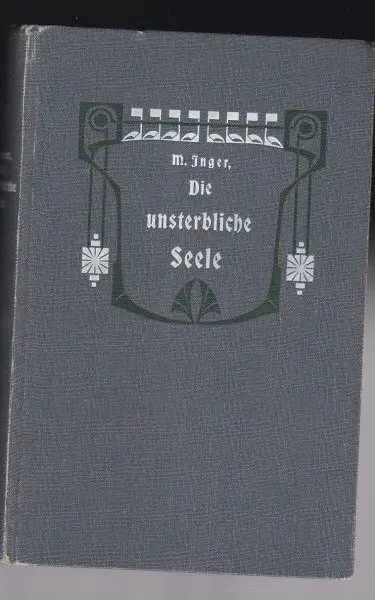 M. Inger,
Die
unsterbliche
Seele